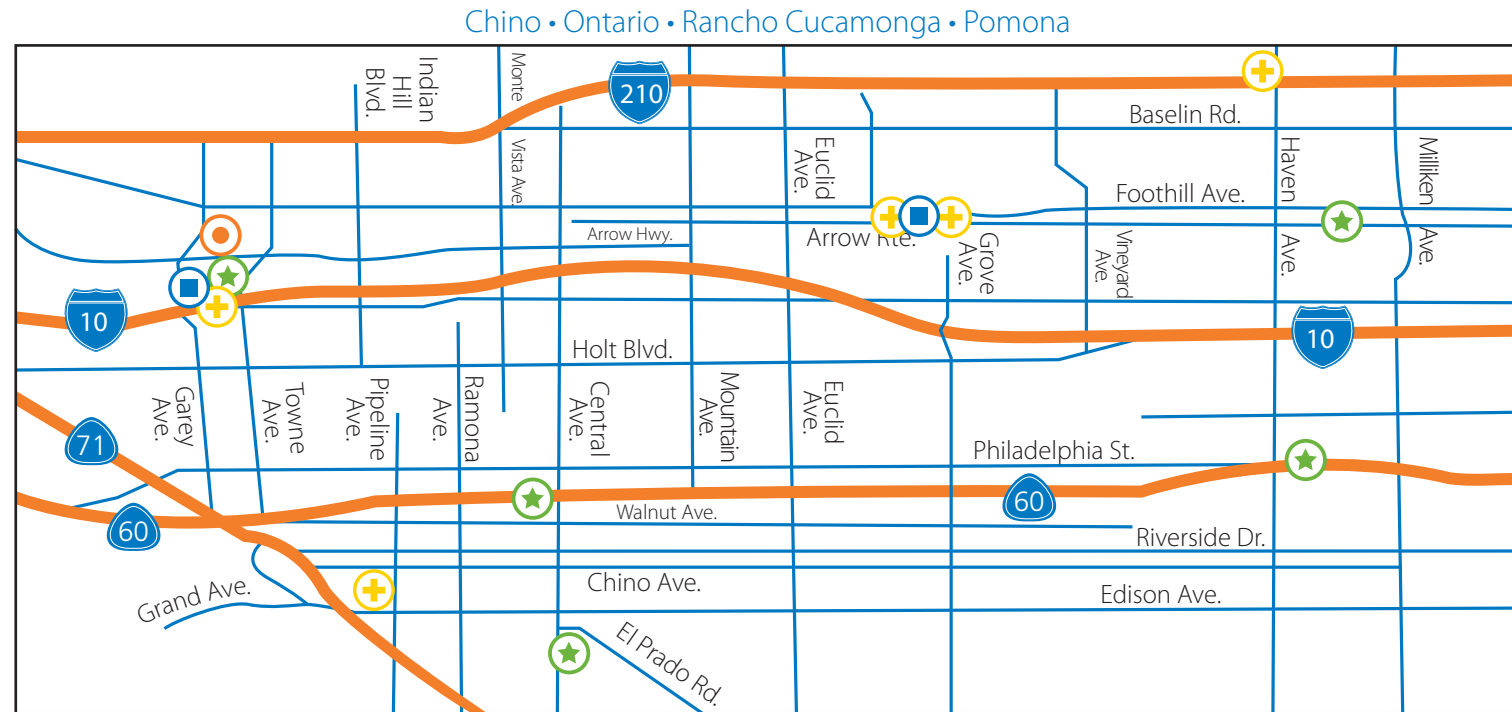 Chino • Ontario • Rancho Cucamonga • Pomona
Indian
Hill
Blvd.
Monte
Vista Ave.
210
Baselin Rd.
Euclid
Ave.
Haven
Ave.
Milliken
Ave.
Foothill Ave.
Arrow Hwy.
Arrow Rte.
Grove
Ave.
Vineyard
Ave.
10
10
Holt Blvd.
Garey
Ave.
Towne
Ave.
Pipeline
Ave.
Ramona
Ave.
Central
Ave.
Mountain
Ave.
Euclid
Ave.
71
Philadelphia St.
60
60
Walnut Ave.
Riverside Dr.
Grand Ave.
Chino Ave.
Edison Ave.
El Prado Rd.